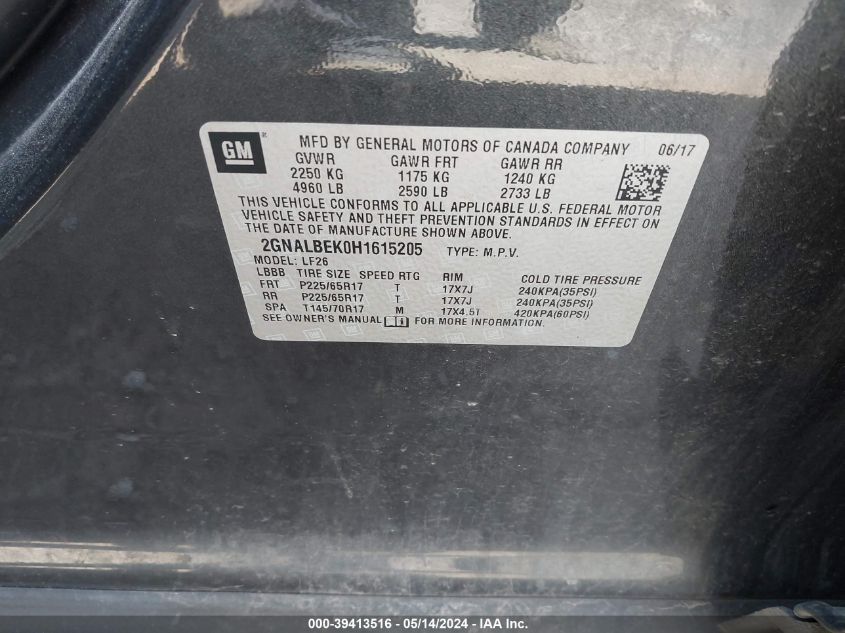 GM ® MFD BY GENERAL MOTORS OF CANADA COMPANY 06/17
GVWR GAWR FRT GAWR RR
2250 KG 1175 KG 1240 KG
4960 LB 2590 LB 2733 LB
THIS VEHICLE CONFORMS TO ALL APPLICABLE U.S. FEDERAL MOTOR
VEHICLE SAFETY AND THEFT PREVENTION STANDARDS IN EFFECT ON
THE DATE OF MANUFACTURE SHOWN ABOVE.
2GNALBEK0H1615205 TYPE: M.P.V.
MODEL: LF26
LBBB TIRE SIZE SPEED RTG RIM COLD TIRE PRESSURE
FRT P225/65R17 T 17X7J 240KPA(35PSI)
RR P225/65R17 T 17X7J 240KPA(35PSI)
SPA T145/70R17 M 17X4.5T 420KPA(60PSI)
SEE OWNER'S MANUAL FOR MORE INFORMATION.
000-39413516 - 05/14/2024 - IAA Inc.